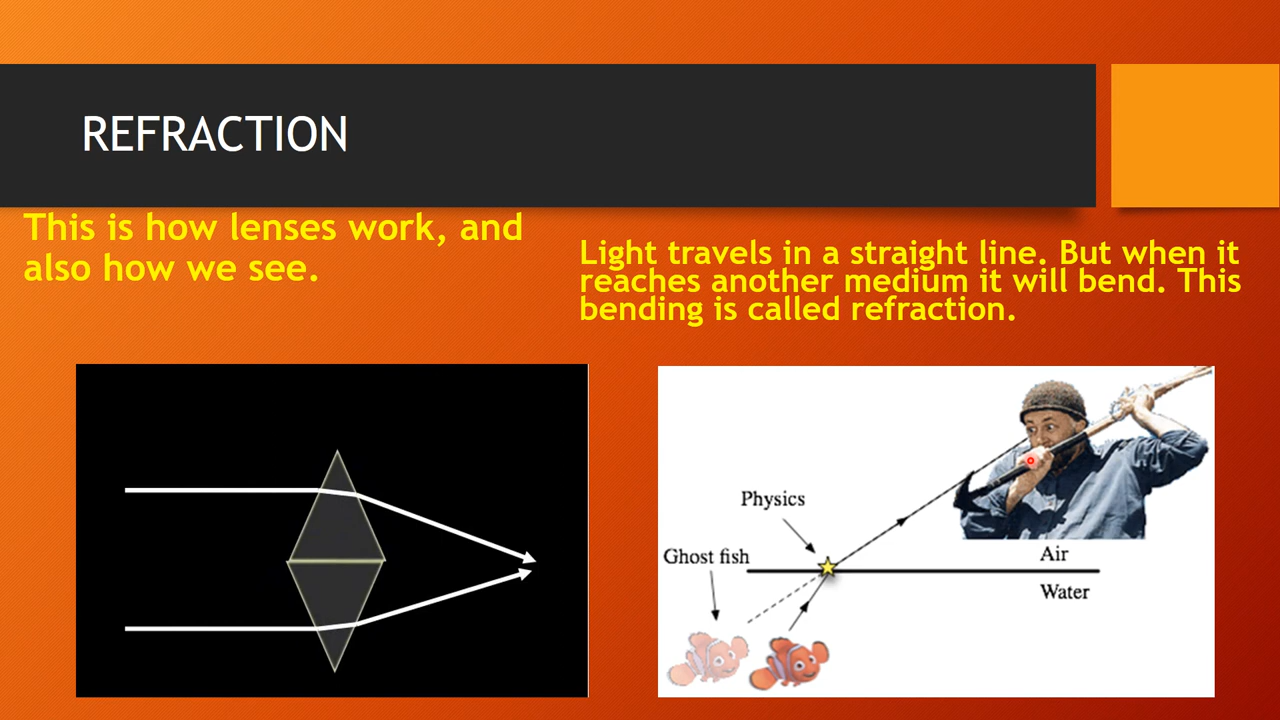 REFRACTION
This is how lenses work, and
also how we see.
Light travels in a straight line. But when it
reaches another medium it will bend. This
bending is called refraction.
Physics
Ghost fish
Air
Water